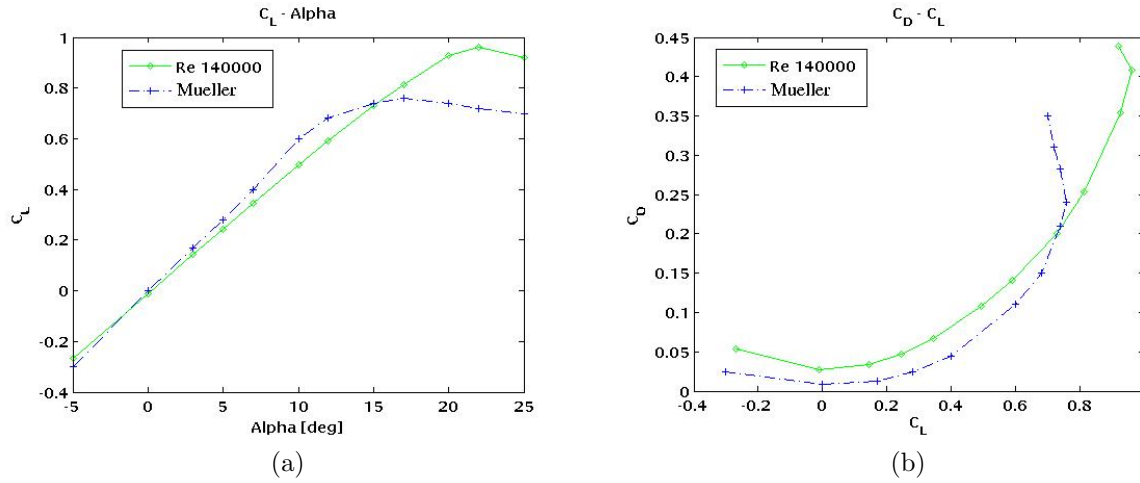 C_L - Alpha
1
0.8
0.6
0.4
0.2
0
-0.2
-0.4
-5
0
5
10
15
20
25
C_L
Alpha [deg]
Re 140000
Mueller
(a)
C_D - C_L
0.45
0.4
0.35
0.3
0.25
0.2
0.15
0.1
0.05
0
-0.4
-0.2
0
0.2
0.4
0.6
0.8
C_D
C_L
Re 140000
Mueller
(b)